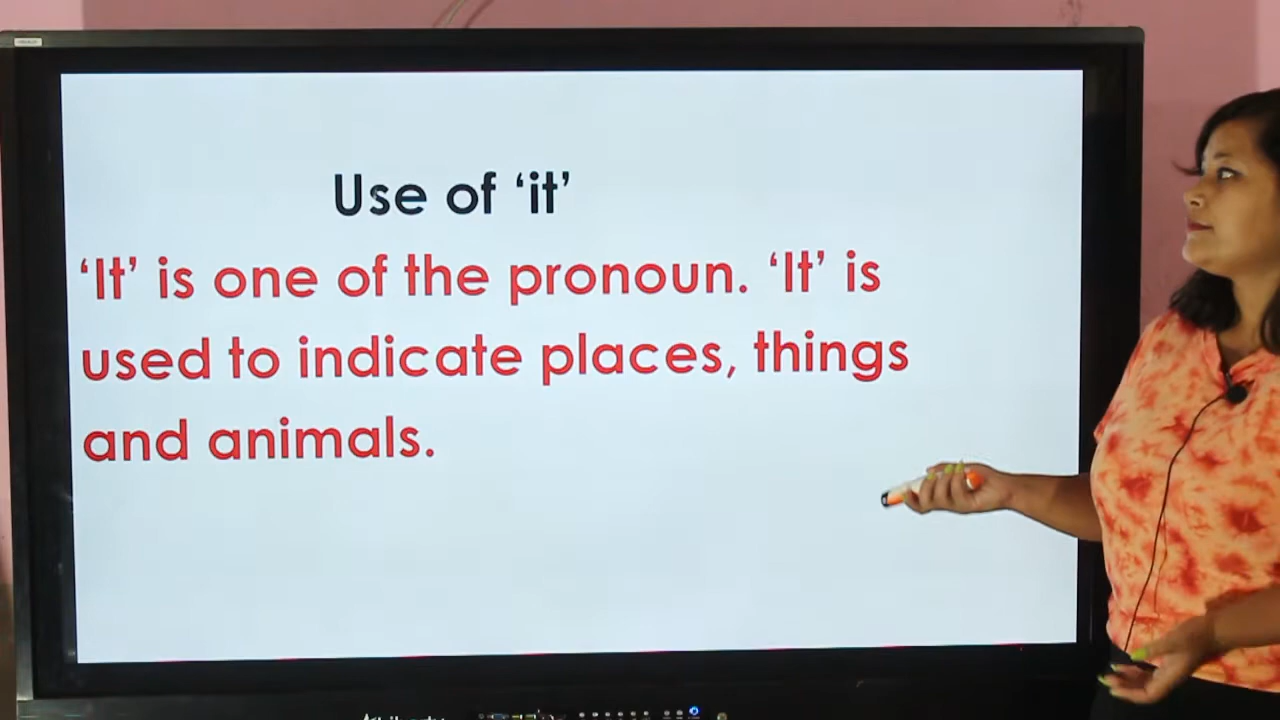 Use of ‘it’
‘It’ is one of the pronoun. ‘It’ is
used to indicate places, things
and animals.